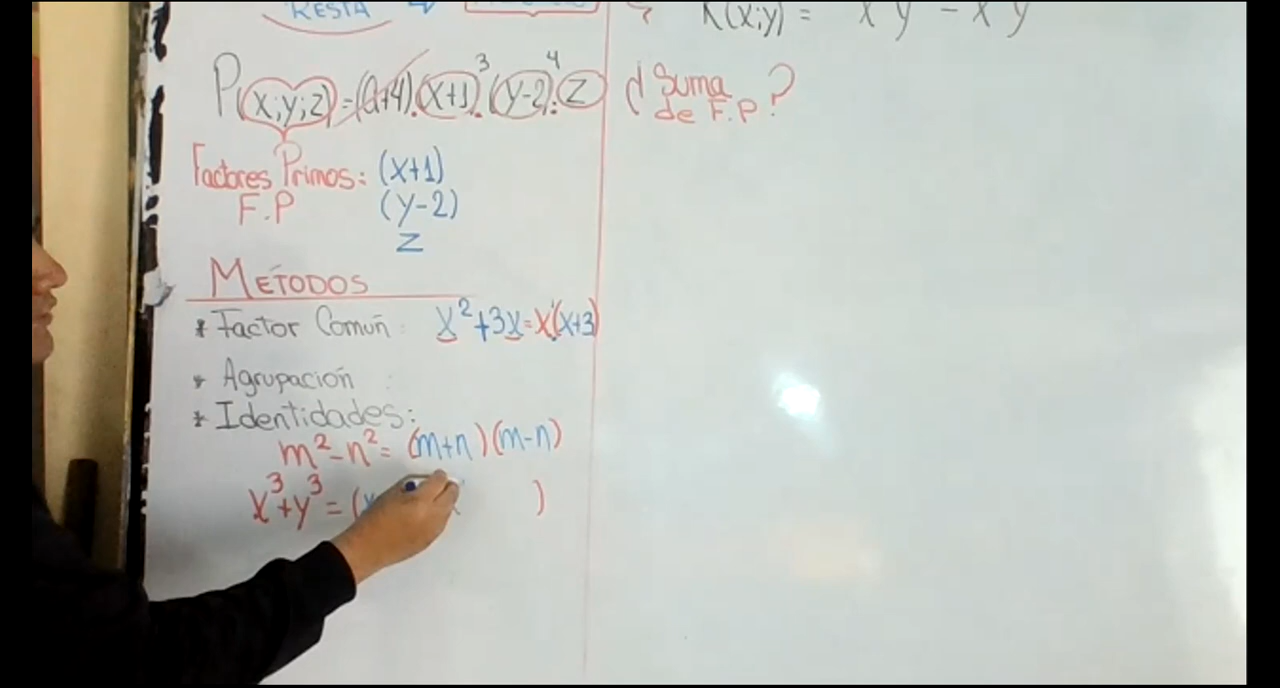 RESTA
K(x;y) = x y - x y
P(x;y;z) = (a+4).(x+1)³.(y-2)⁴.z
¿Suma de F.P?
Factores Primos: (x+1)
F.P (y-2)
z
METODOS
* Factor Común: x²+3x=x(x+3)
* Agrupación
* Identidades:
m²-n²= (m+n)(m-n)
x³+y³ = (x )